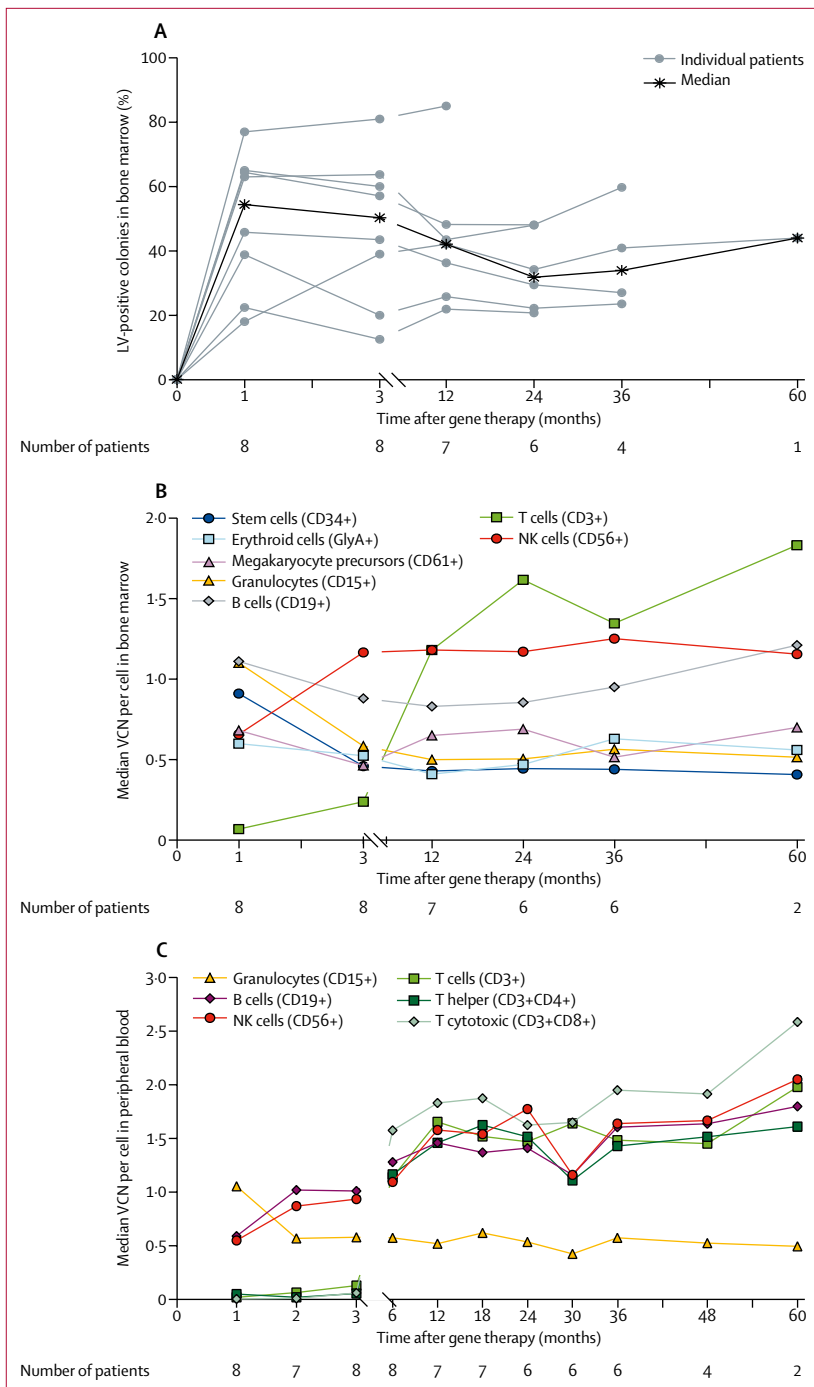 A
100
80
60
40
20
0
LV-positive colonies in bone marrow (%)
Individual patients
Median
0 1 3 12 24 36 60
Time after gene therapy (months)
Number of patients 8 8 7 6 4 1
B
2·0
1·5
1·0
0·5
0
Median VCN per cell in bone marrow
Stem cells (CD34+)
Erythroid cells (GlyA+)
Megakaryocyte precursors (CD61+)
Granulocytes (CD15+)
B cells (CD19+)
T cells (CD3+)
NK cells (CD56+)
0 1 3 12 24 36 60
Time after gene therapy (months)
Number of patients 8 8 7 6 6 2
C
3·0
2·5
2·0
1·5
1·0
0·5
0
Median VCN per cell in peripheral blood
Granulocytes (CD15+)
B cells (CD19+)
NK cells (CD56+)
T cells (CD3+)
T helper (CD3+CD4+)
T cytotoxic (CD3+CD8+)
0 1 2 3 6 12 18 24 30 36 48 60
Time after gene therapy (months)
Number of patients 8 7 8 8 7 7 6 6 6 4 2